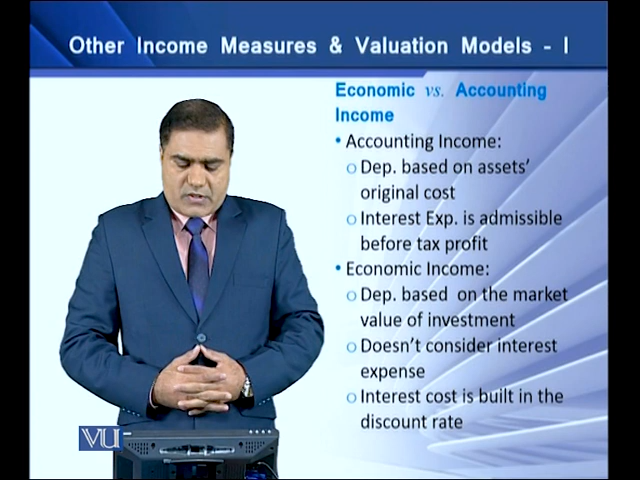 Other Income Measures & Valuation Models - I
Economic vs. Accounting
Income
• Accounting Income:
o Dep. based on assets'
original cost
o Interest Exp. is admissible
before tax profit
• Economic Income:
o Dep. based on the market
value of investment
o Doesn't consider interest
expense
o Interest cost is built in the
discount rate
VU